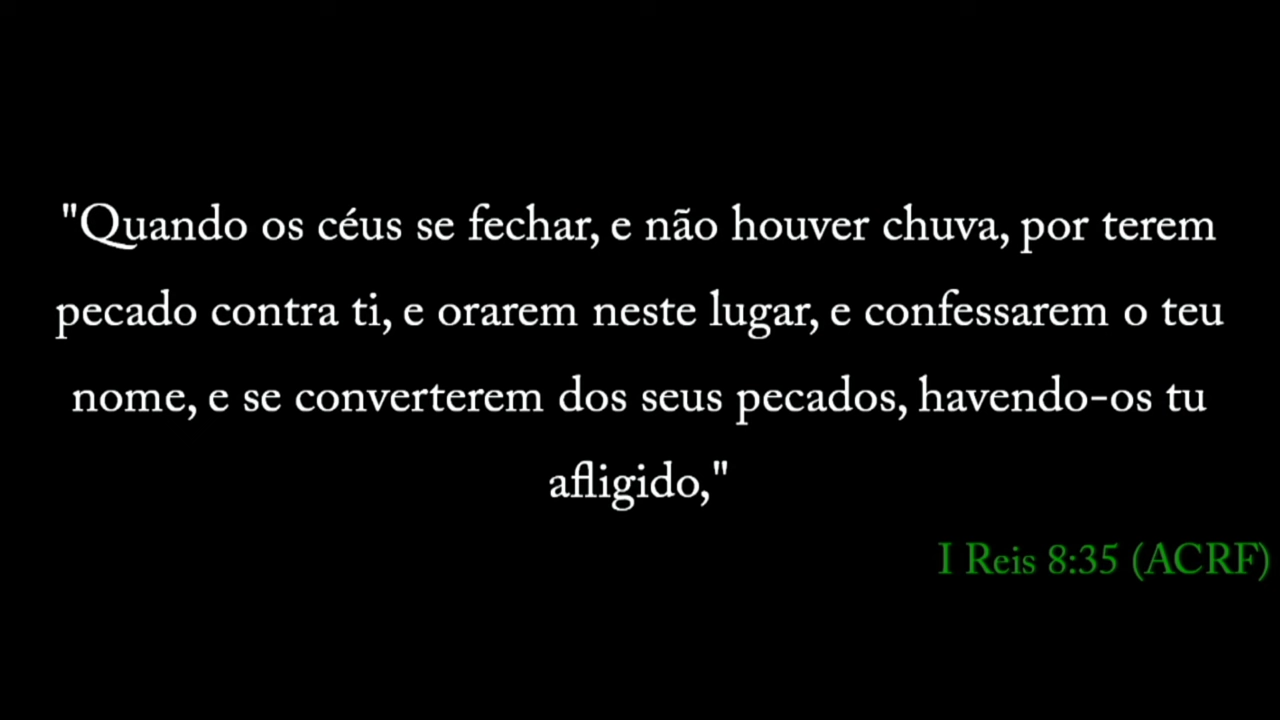 "Quando os céus se fechar, e não houver chuva, por terem
pecado contra ti, e orarem neste lugar, e confessarem o teu
nome, e se converterem dos seus pecados, havendo-os tu
afligido,"
I Reis 8:35 (ACRF)